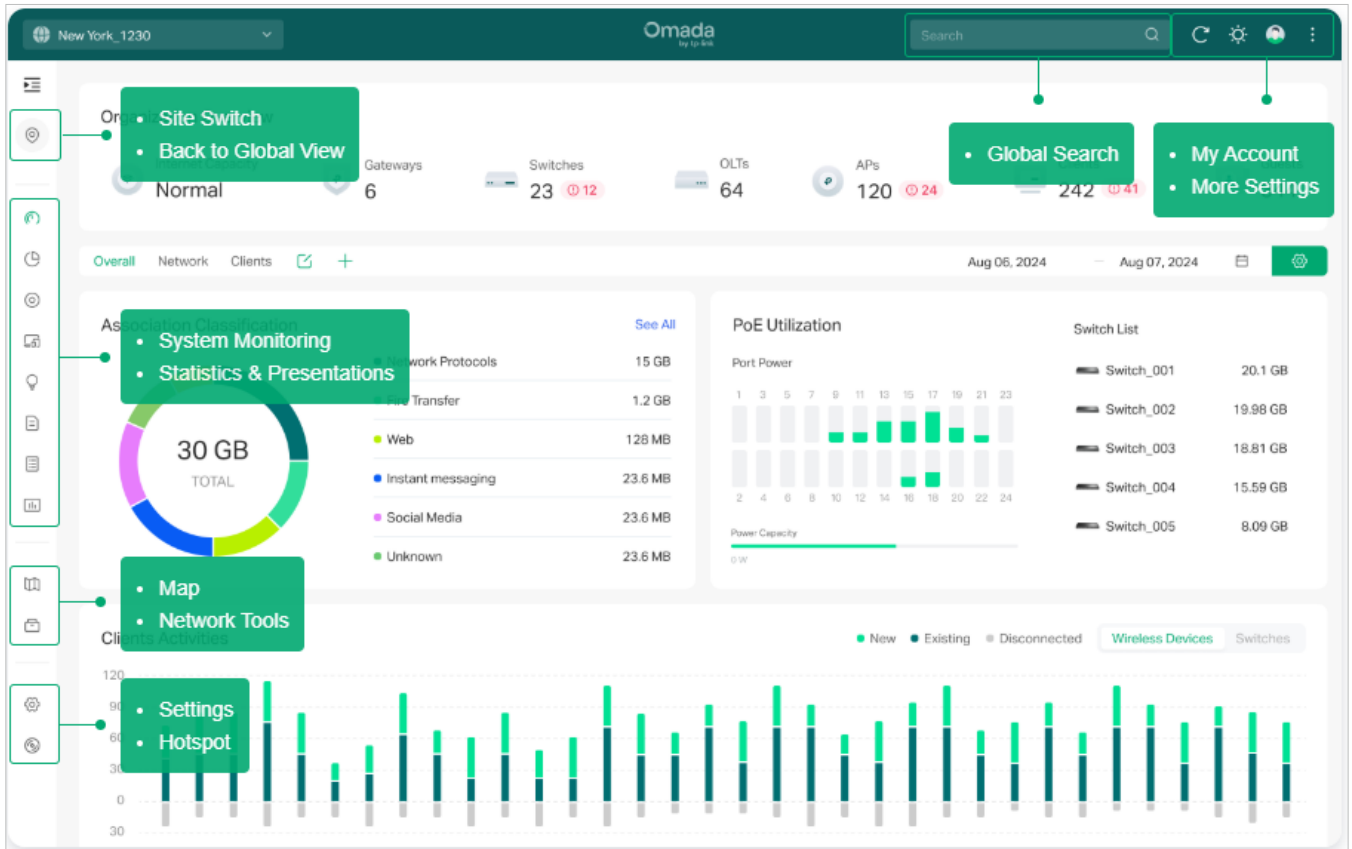 New York_1230
Omada
by tp-link
Search
Site Switch
Back to Global View
Global Search
My Account
More Settings
Normal
Gateways
6
Switches
23 12
OLTs
64
APs
120 24
242 41
Overall Network Clients
Aug 06, 2024 – Aug 07, 2024
Association Classification
See All
System Monitoring
Statistics & Presentations
Network Protocols 15 GB
Transfer 1.2 GB
Web 128 MB
Instant messaging 23.6 MB
Social Media 23.6 MB
Unknown 23.6 MB
30 GB
TOTAL
PoE Utilization
Port Power
1 3 5 7 9 11 13 15 17 19 21 23
2 4 6 8 10 12 14 16 18 20 22 24
Power Capacity
0 W
Switch List
Switch_001 20.1 GB
Switch_002 19.98 GB
Switch_003 18.81 GB
Switch_004 15.59 GB
Switch_005 8.09 GB
Map
Network Tools
Clients Activities
New Existing Disconnected
Wireless Devices Switches
Settings
Hotspot
120
90
60
30
0
30